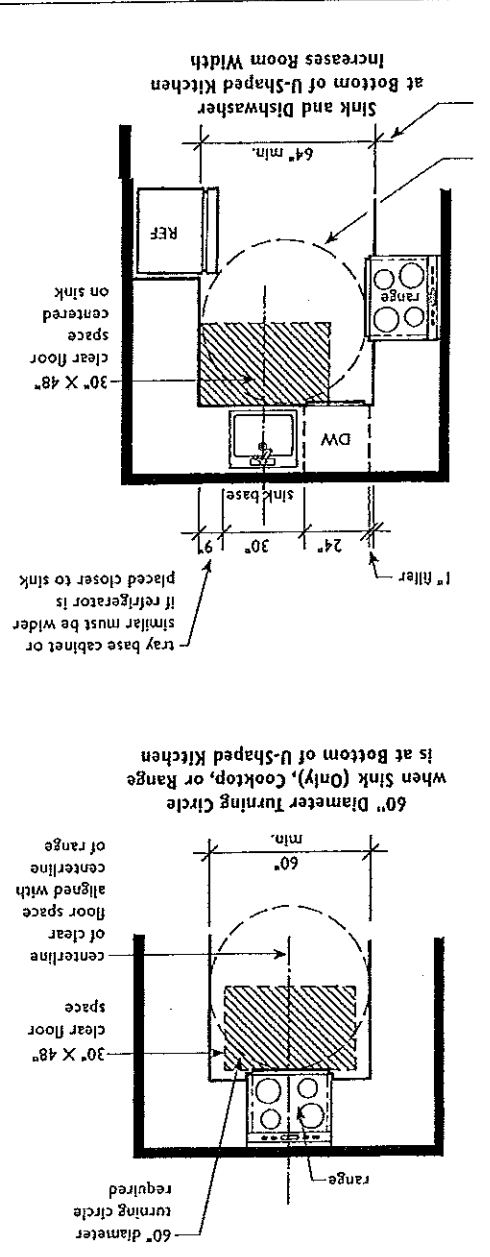 60" diameter
turning circle
required
range
30" X 48"
clear floor
space
centerline
of clear
floor space
aligned with
centerline
of range
60"
min.
60" Diameter Turning Circle
when Sink (Only), Cooktop, or Range
is at Bottom of U-Shaped Kitchen
tray base cabinet or
similar must be wider
if refrigerator is
placed closer to sink
1" filler
24"
30"
9"
sink base
DW
30" X 48"
clear floor
space
centered
on sink
range
REF
64" min.
Sink and Dishwasher
at Bottom of U-Shaped Kitchen
Increases Room Width